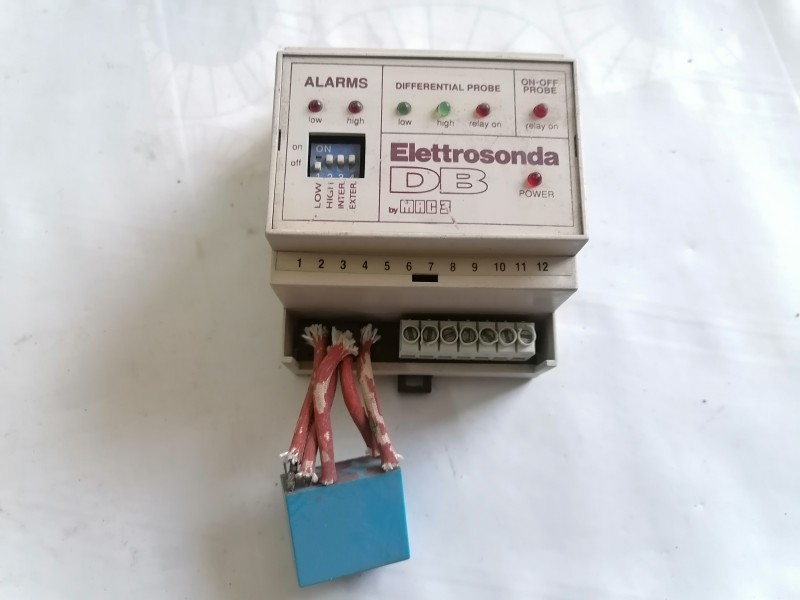 ALARMS
low high
on
off
ON
1 2 3
LOW
HIGH
INTER.
EXTER.
DIFFERENTIAL PROBE
low high relay on
ON-OFF
PROBE
relay on
Elettrosonda
DB
by MAC3
POWER
1 2 3 4 5 6 7 8 9 10 11 12